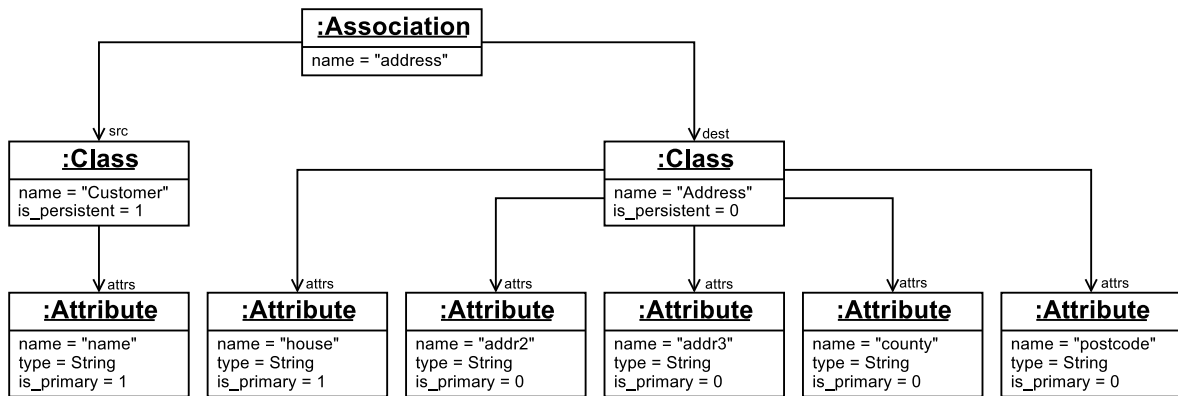 :Association
name = "address"
src
dest
:Class
name = "Customer"
is_persistent = 1
:Class
name = "Address"
is_persistent = 0
attrs
attrs
attrs
attrs
attrs
attrs
:Attribute
name = "name"
type = String
is_primary = 1
:Attribute
name = "house"
type = String
is_primary = 1
:Attribute
name = "addr2"
type = String
is_primary = 0
:Attribute
name = "addr3"
type = String
is_primary = 0
:Attribute
name = "county"
type = String
is_primary = 0
:Attribute
name = "postcode"
type = String
is_primary = 0